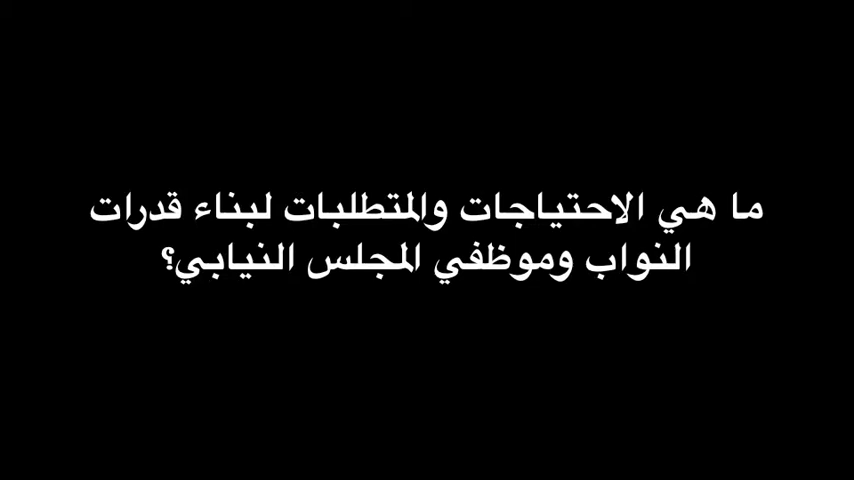 ما هي الاحتياجات والمتطلبات لبناء قدرات
النواب وموظفي المجلس النيابي؟